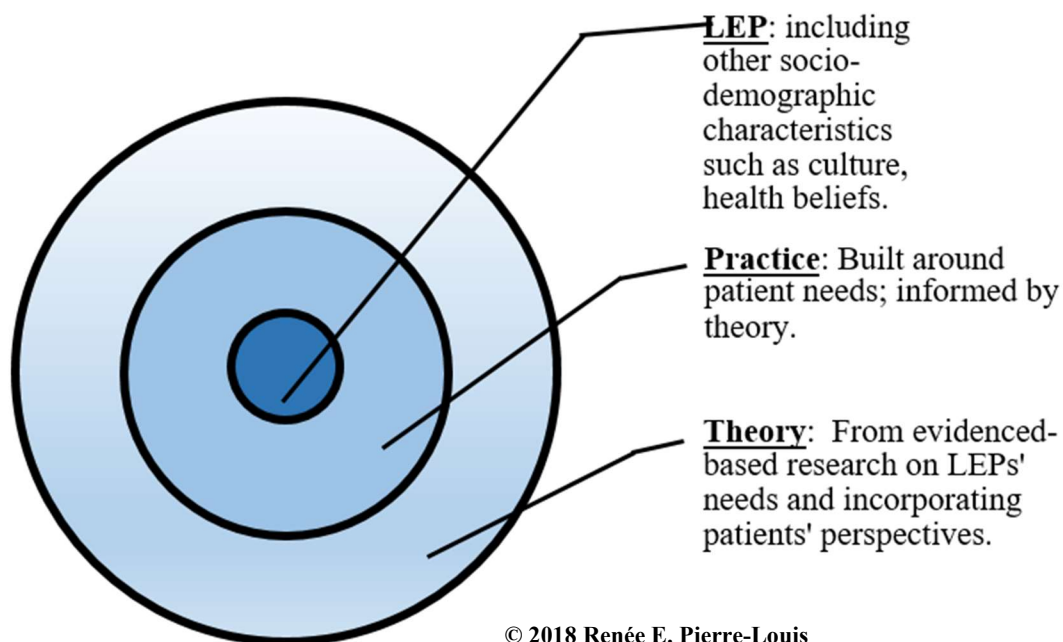 LEP: including
other socio-
demographic
characteristics
such as culture,
health beliefs.
Practice: Built around
patient needs; informed by
theory.
Theory: From evidenced-
based research on LEPs'
needs and incorporating
patients' perspectives.
© 2018 Renée E. Pierre-Louis